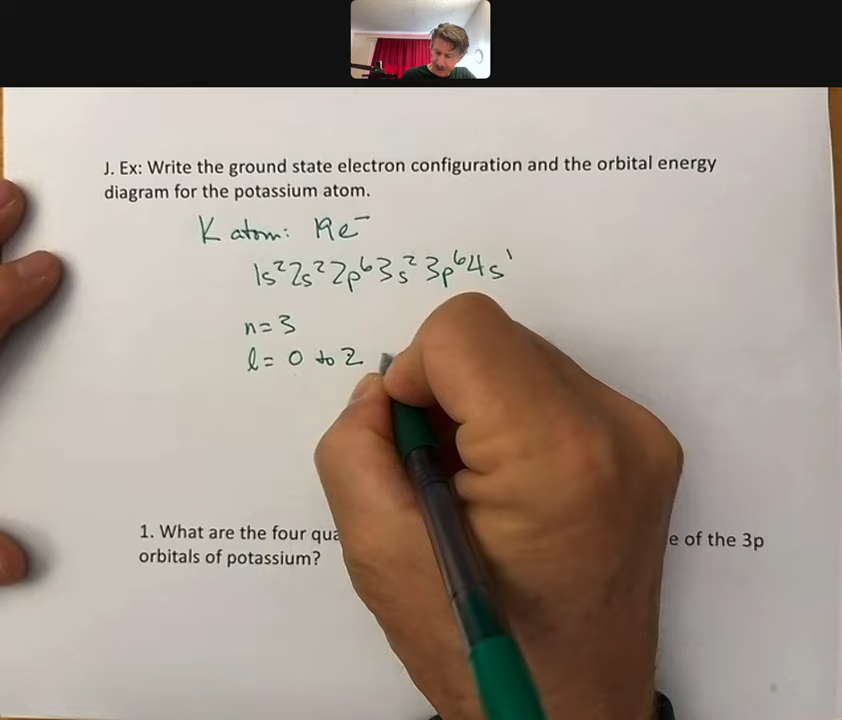 J. Ex: Write the ground state electron configuration and the orbital energy
diagram for the potassium atom.
K atom: 19e⁻
1s²2s²2p⁶3s²3p⁶4s¹
n=3
l= 0 to 2
1. What are the four e of the 3p
orbitals of potassium?